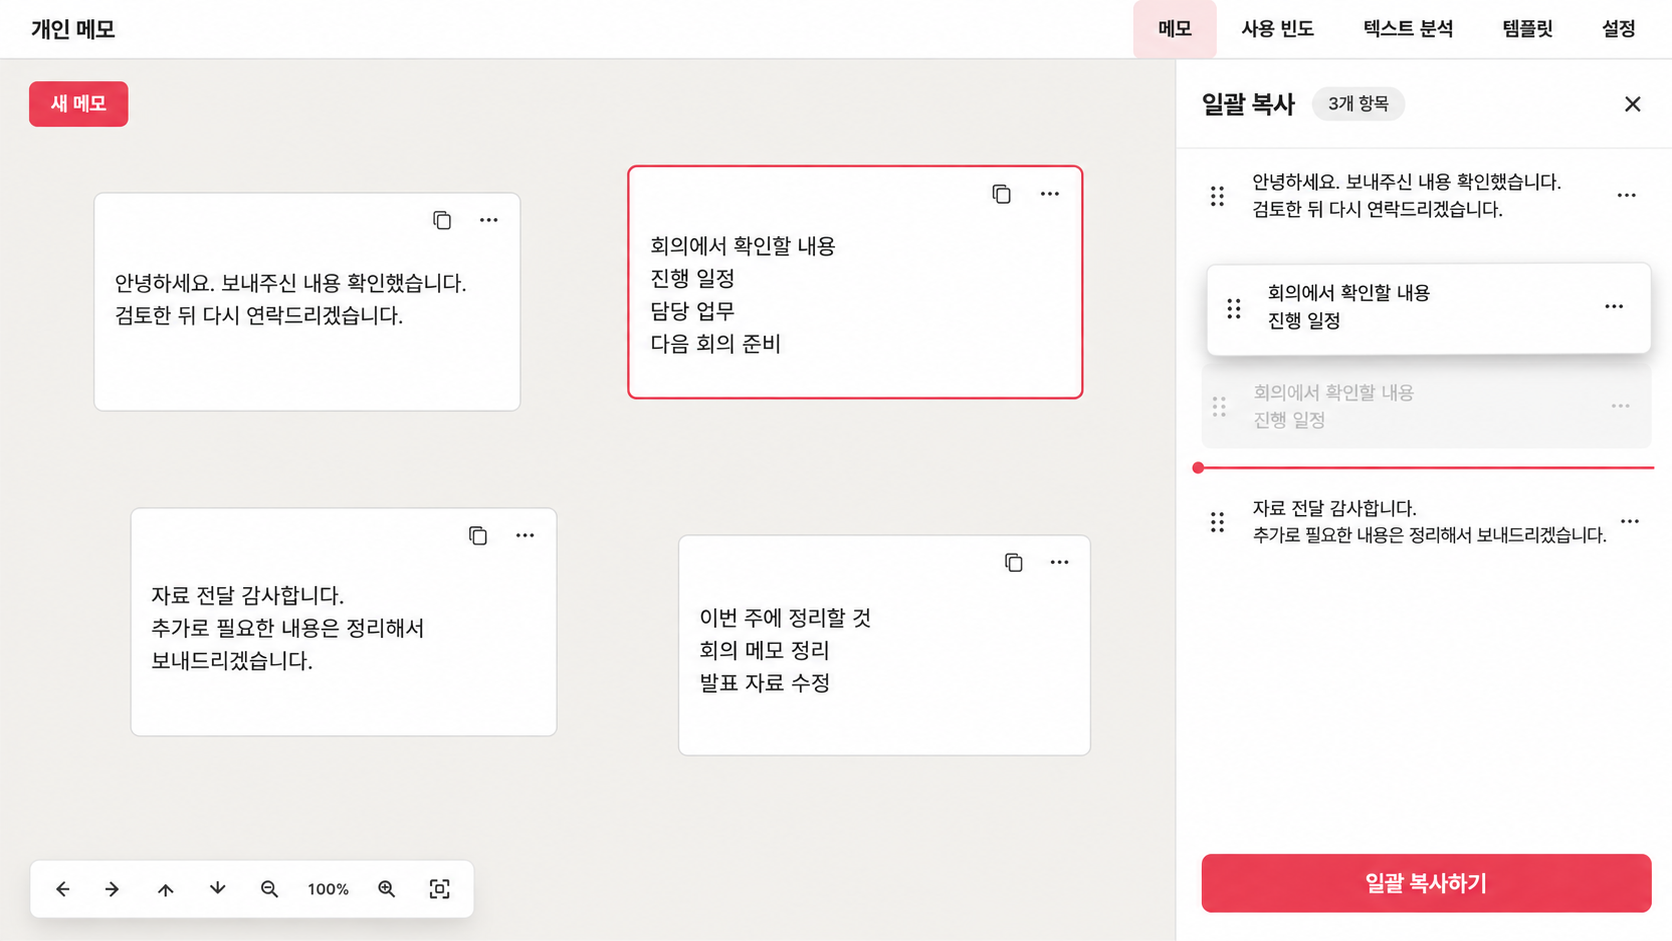 개인 메모
메모
사용 빈도
텍스트 분석
템플릿
설정
새 메모
안녕하세요. 보내주신 내용 확인했습니다.
검토한 뒤 다시 연락드리겠습니다.
회의에서 확인할 내용
진행 일정
담당 업무
다음 회의 준비
자료 전달 감사합니다.
추가로 필요한 내용은 정리해서
보내드리겠습니다.
이번 주에 정리할 것
회의 메모 정리
발표 자료 수정
100%
일괄 복사
3개 항목
안녕하세요. 보내주신 내용 확인했습니다.
검토한 뒤 다시 연락드리겠습니다.
회의에서 확인할 내용
진행 일정
회의에서 확인할 내용
진행 일정
자료 전달 감사합니다.
추가로 필요한 내용은 정리해서 보내드리겠습니다.
일괄 복사하기